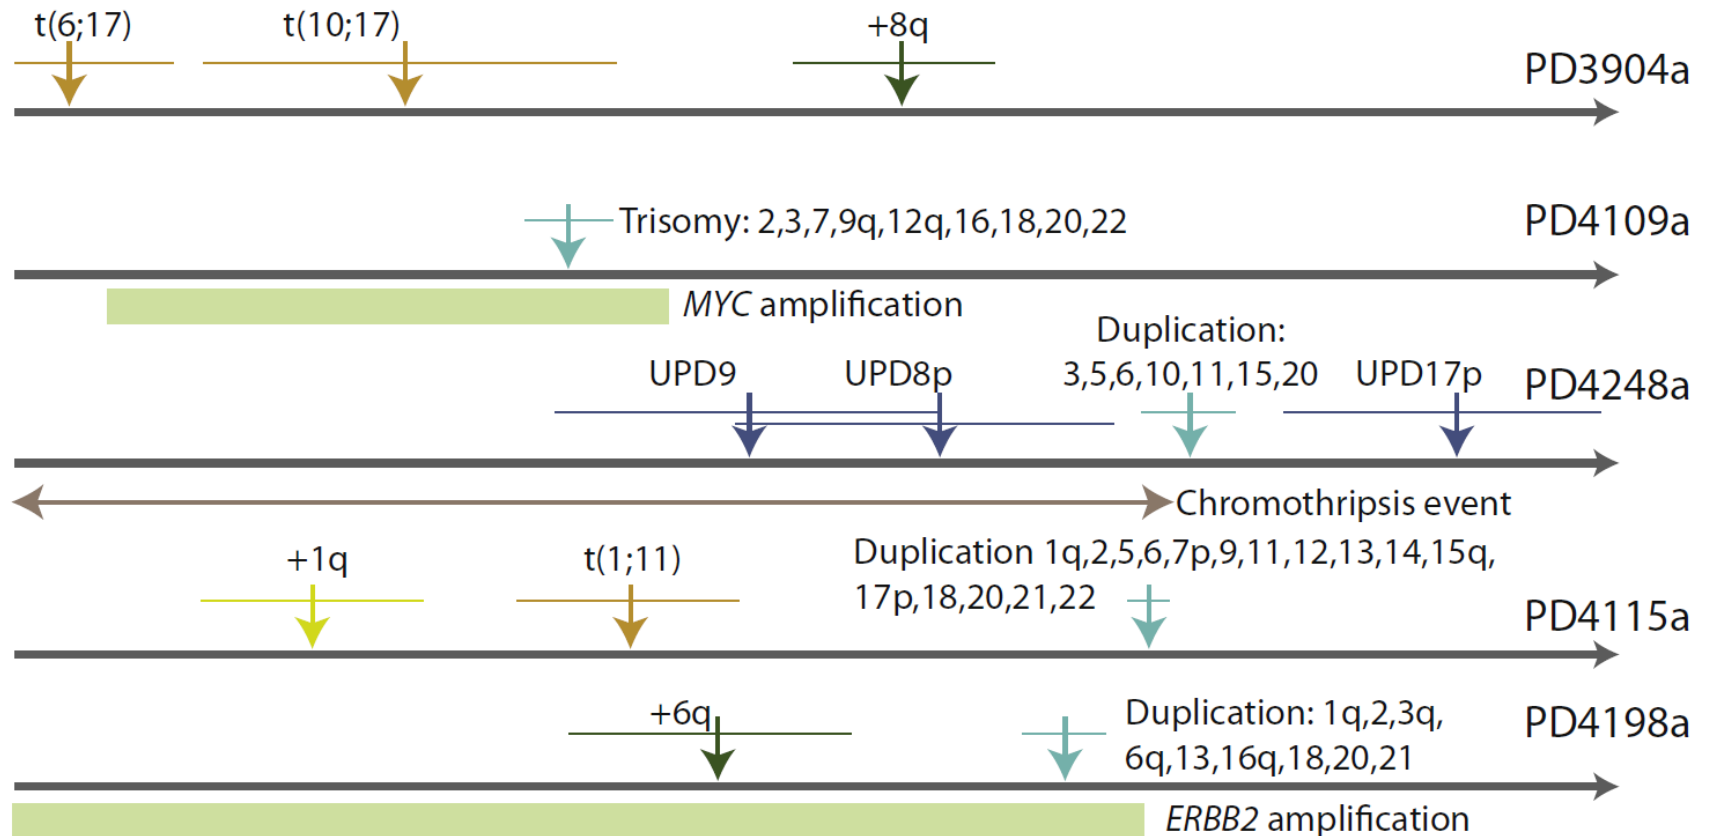 t(6;17)
t(10;17)
+8q
PD3904a
Trisomy: 2,3,7,9q,12q,16,18,20,22
PD4109a
MYC amplification
Duplication:
3,5,6,10,11,15,20
UPD9
UPD8p
UPD17p
PD4248a
Chromothripsis event
+1q
t(1;11)
Duplication 1q,2,5,6,7p,9,11,12,13,14,15q,
17p,18,20,21,22
PD4115a
+6q
Duplication: 1q,2,3q,
6q,13,16q,18,20,21
PD4198a
ERBB2 amplification